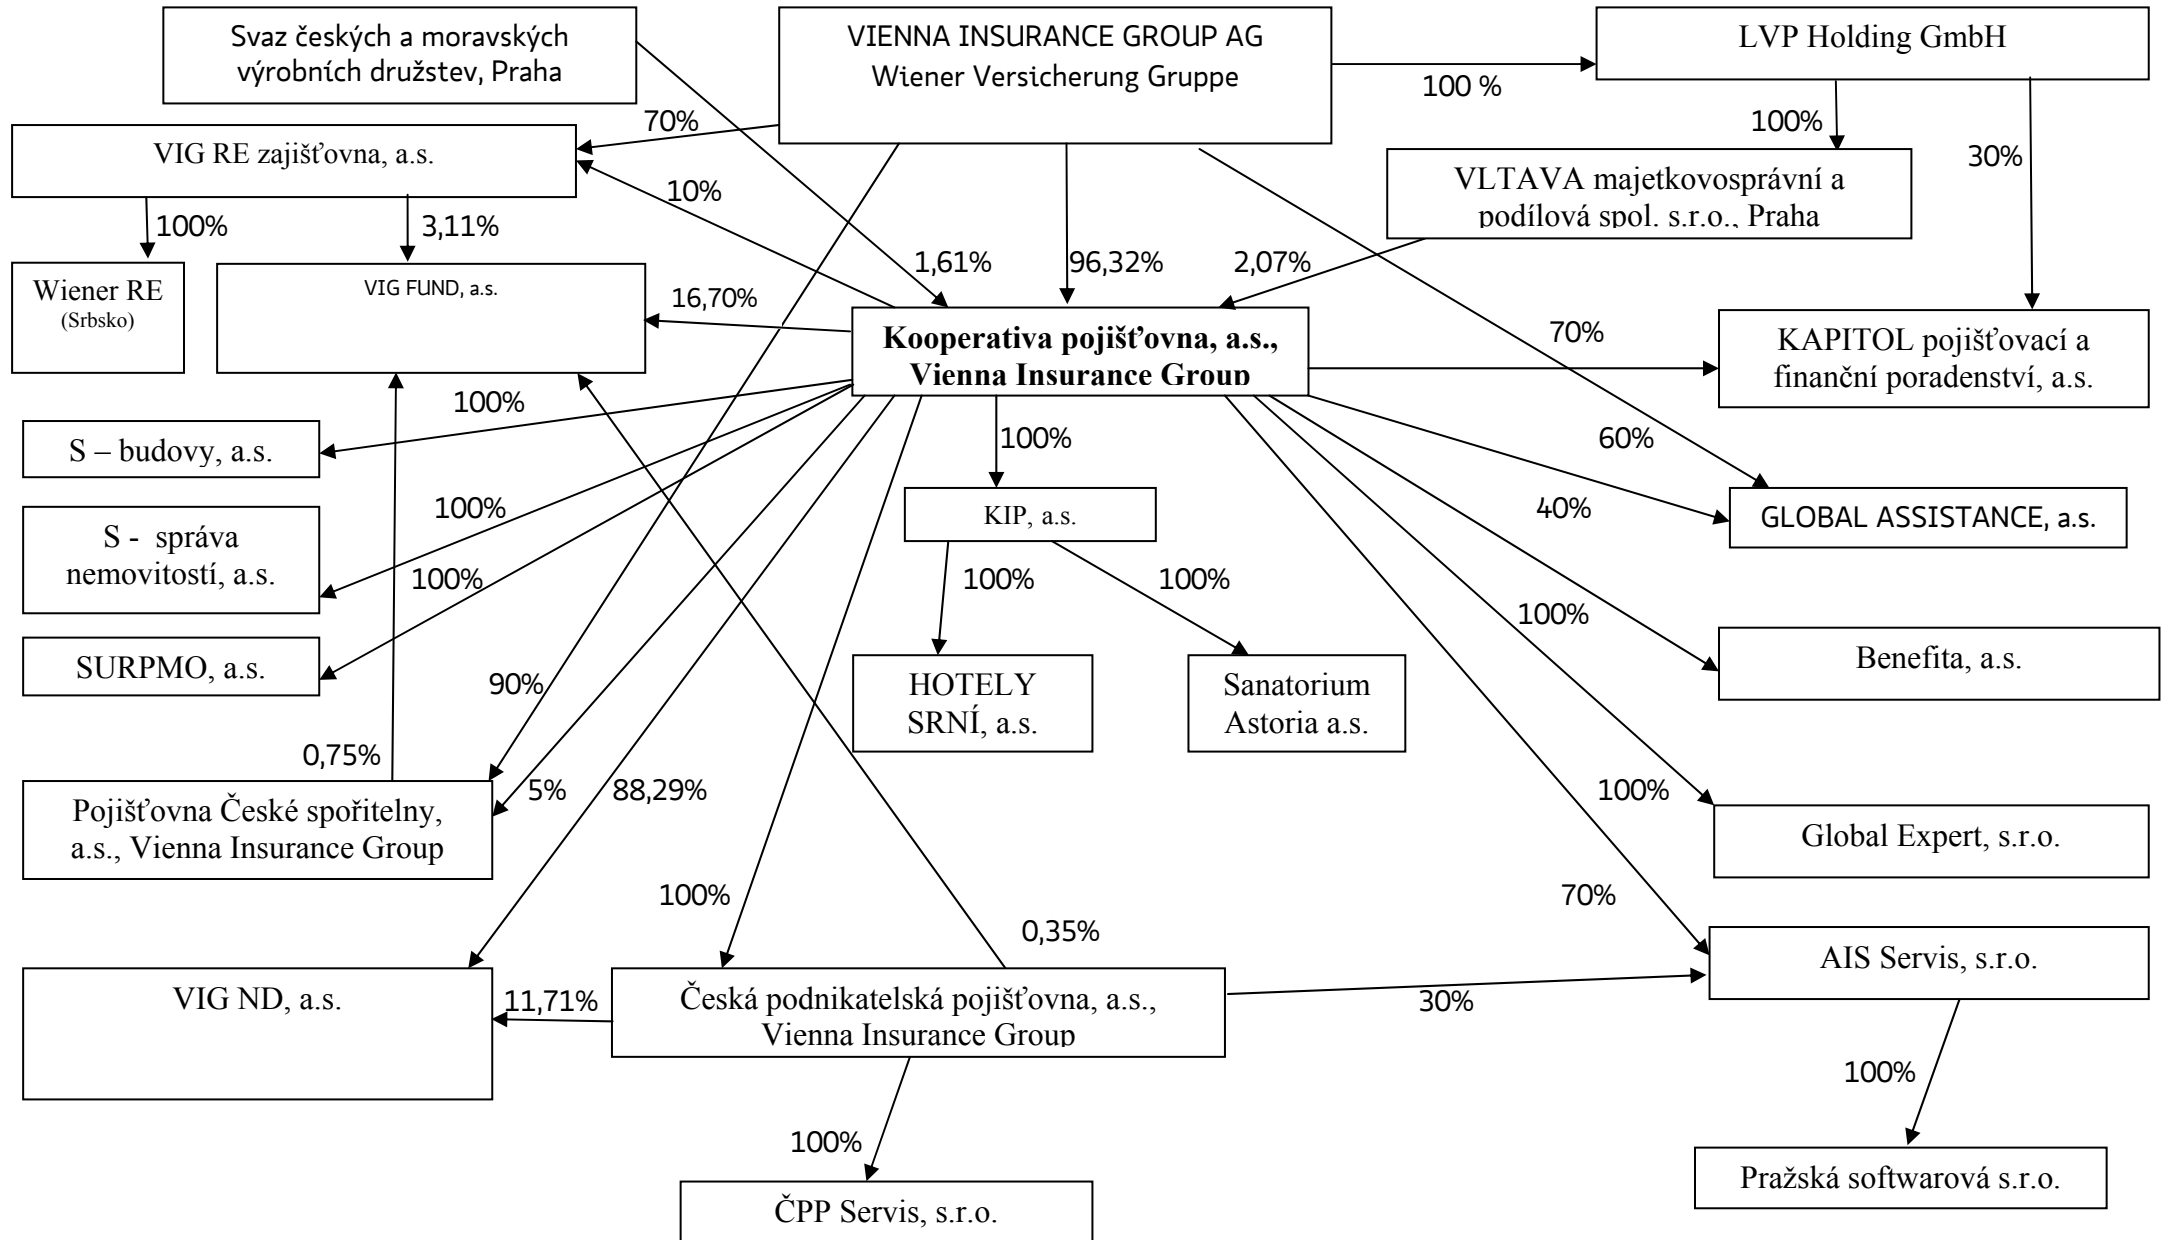 Svaz českých a moravských
výrobních družstev, Praha
VIENNA INSURANCE GROUP AG
Wiener Versicherung Gruppe
LVP Holding GmbH
100 %
70%
100%
VIG RE zajišťovna, a.s.
30%
VLTAVA majetkovosprávní a
podílová spol. s.r.o., Praha
10%
100%
3,11%
1,61%
96,32%
2,07%
Wiener RE
(Srbsko)
VIG FUND, a.s.
16,70%
Kooperativa pojišťovna, a.s.,
Vienna Insurance Group
70%
KAPITOL pojišťovací a
finanční poradenství, a.s.
100%
S – budovy, a.s.
100%
60%
100%
S - správa
nemovitostí, a.s.
KIP, a.s.
40%
GLOBAL ASSISTANCE, a.s.
100%
100%
100%
100%
SURPMO, a.s.
90%
HOTELY
SRNÍ, a.s.
Sanatorium
Astoria a.s.
Benefita, a.s.
0,75%
5%
88,29%
100%
Pojišťovna České spořitelny,
a.s., Vienna Insurance Group
Global Expert, s.r.o.
100%
70%
0,35%
AIS Servis, s.r.o.
VIG ND, a.s.
11,71%
Česká podnikatelská pojišťovna, a.s.,
Vienna Insurance Group
30%
100%
100%
Pražská softwarová s.r.o.
ČPP Servis, s.r.o.